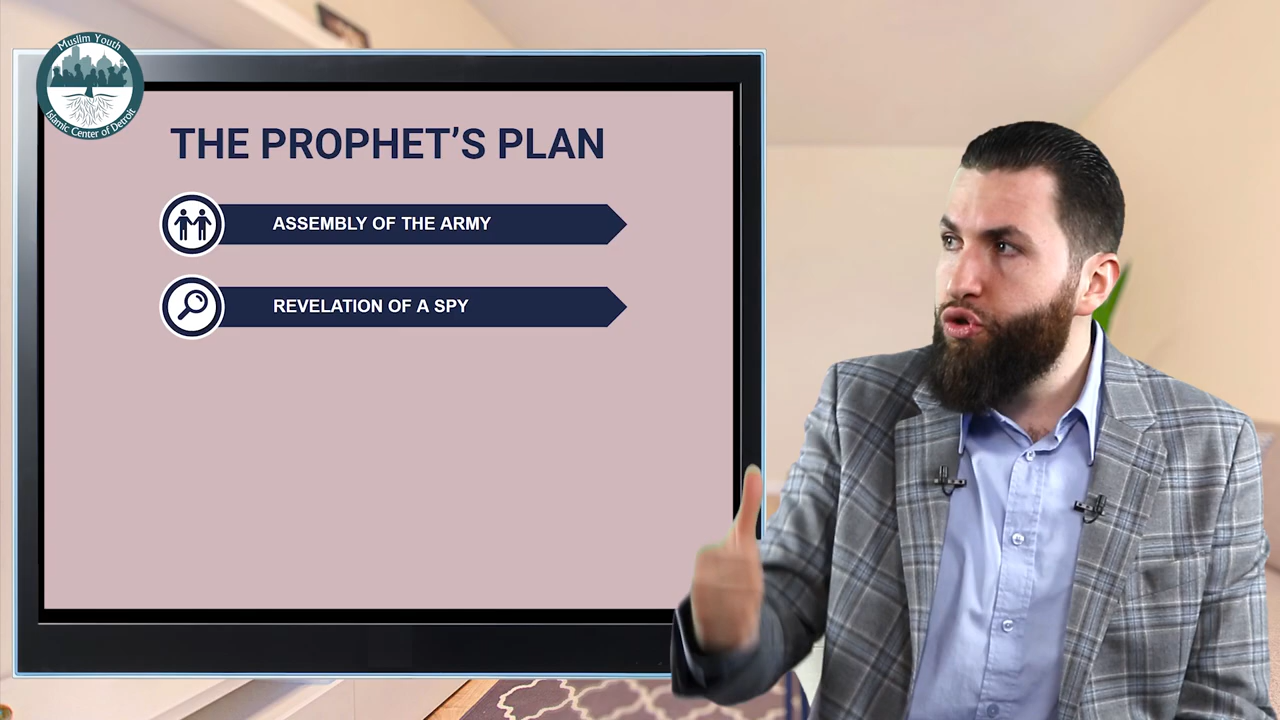 Muslim Youth
Islamic Center of Detroit
THE PROPHET’S PLAN
ASSEMBLY OF THE ARMY
REVELATION OF A SPY